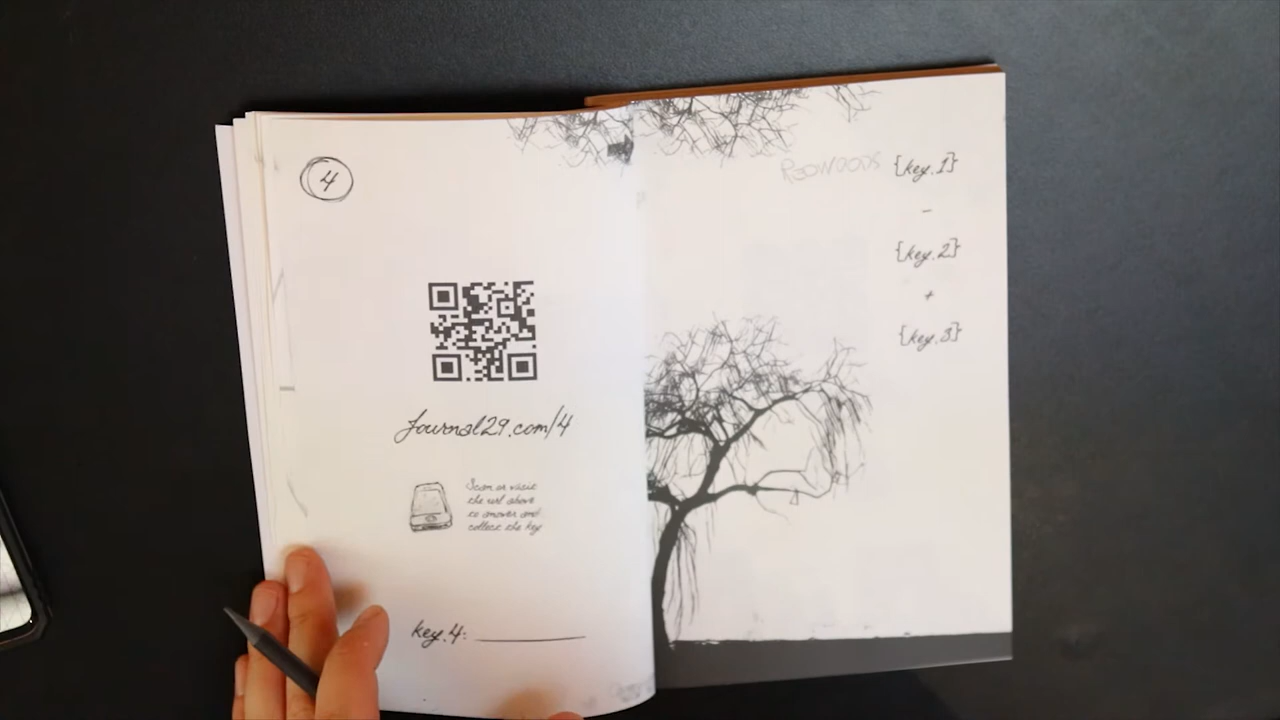 4
Journal29.com/4
Scan or visit
the url above
to answer and
collect the key
key.4:
REDWOODS {key.1}
-
{key.2}
+
{key.3}